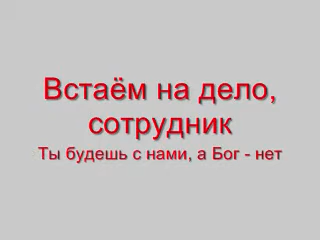 Встаём на дело,
сотрудник
Ты будешь с нами, а Бог - нет